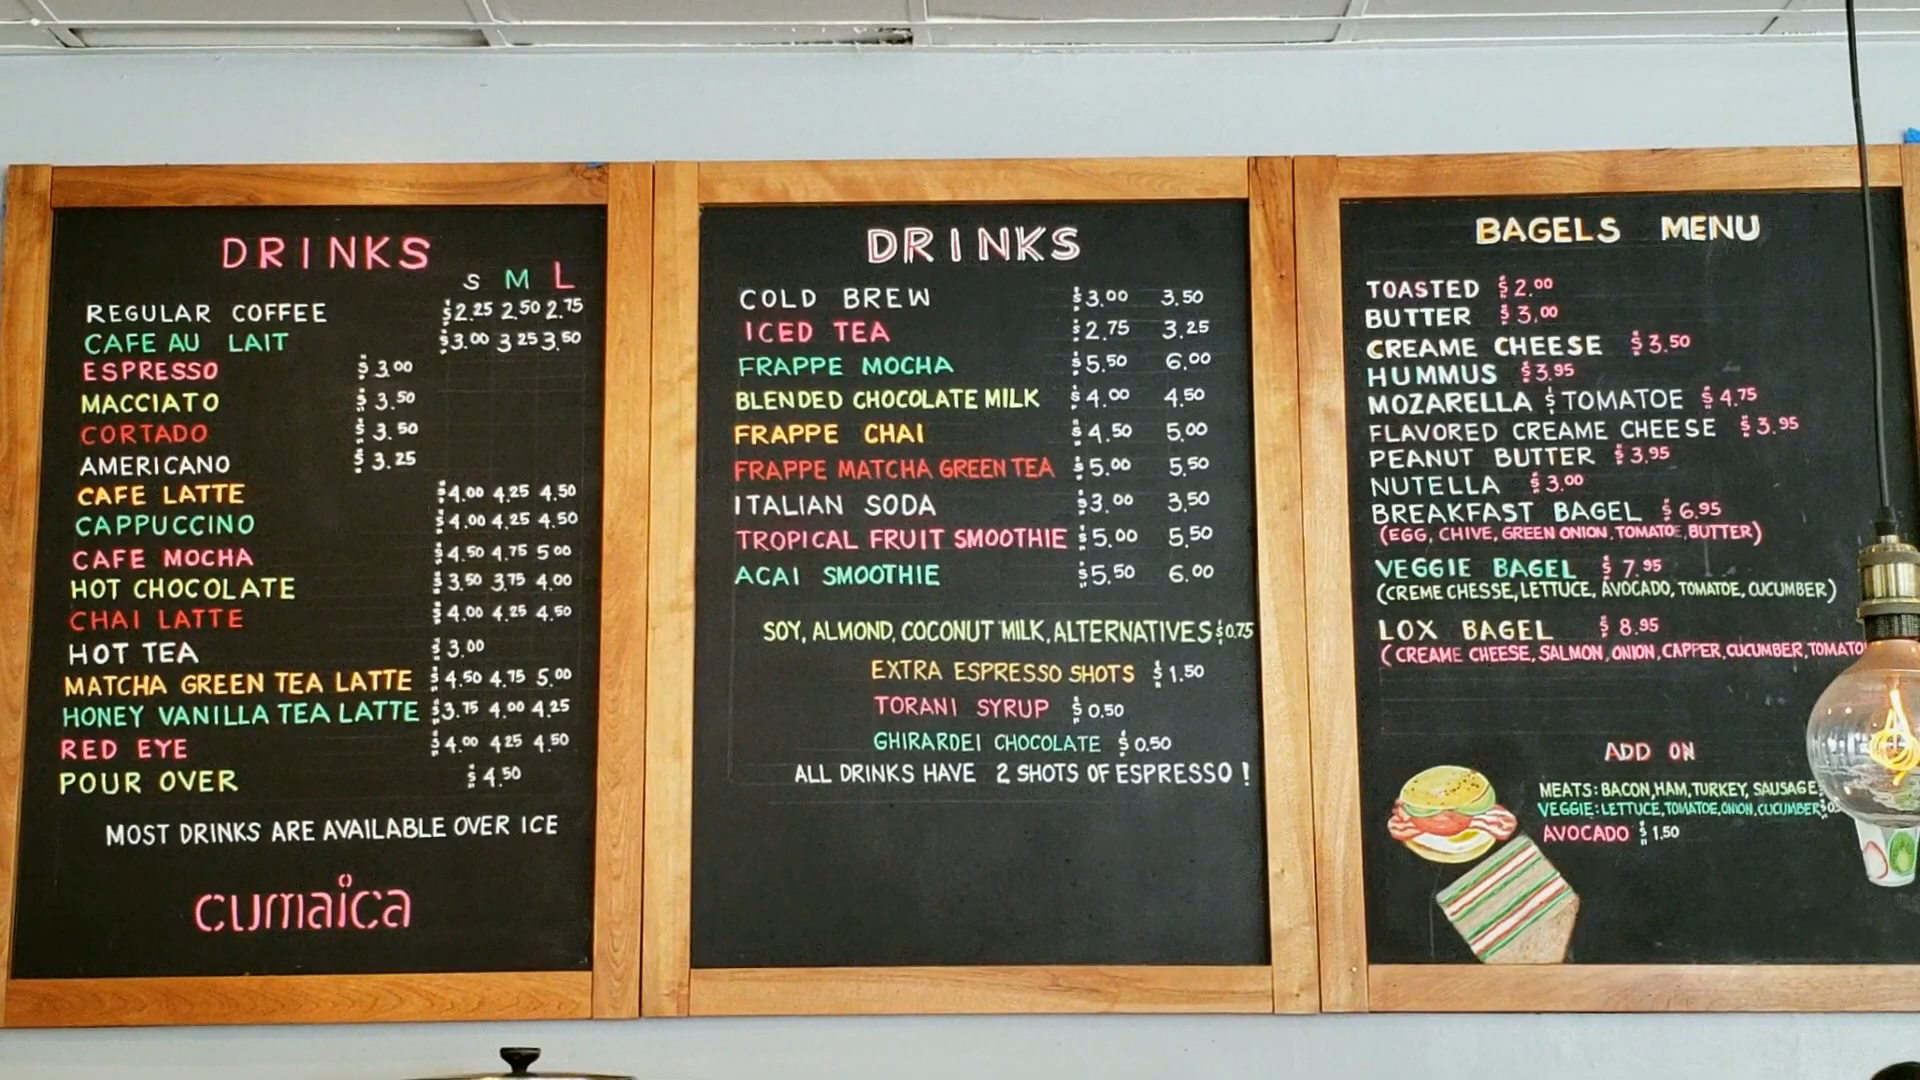 DRINKS
S M L
REGULAR COFFEE $2.25 2.50 2.75
CAFE AU LAIT $3.00 3.25 3.50
ESPRESSO $3.00
MACCIATO $3.50
CORTADO $3.50
AMERICANO $3.25
CAFE LATTE $4.00 4.25 4.50
CAPPUCCINO $4.00 4.25 4.50
CAFE MOCHA $4.50 4.75 5.00
HOT CHOCOLATE $3.50 3.75 4.00
CHAI LATTE $4.00 4.25 4.50
HOT TEA $3.00
MATCHA GREEN TEA LATTE $4.50 4.75 5.00
HONEY VANILLA TEA LATTE $3.75 4.00 4.25
RED EYE $4.00 4.25 4.50
POUR OVER $4.50
MOST DRINKS ARE AVAILABLE OVER ICE
cumaica
DRINKS
COLD BREW $3.00 3.50
ICED TEA $2.75 3.25
FRAPPE MOCHA $5.50 6.00
BLENDED CHOCOLATE MILK $4.00 4.50
FRAPPE CHAI $4.50 5.00
FRAPPE MATCHA GREEN TEA $5.00 5.50
ITALIAN SODA $3.00 3.50
TROPICAL FRUIT SMOOTHIE $5.00 5.50
ACAI SMOOTHIE $5.50 6.00
SOY, ALMOND, COCONUT MILK, ALTERNATIVES $0.75
EXTRA ESPRESSO SHOTS $1.50
TORANI SYRUP $0.50
GHIRARDEI CHOCOLATE $0.50
ALL DRINKS HAVE 2 SHOTS OF ESPRESSO !
BAGELS MENU
TOASTED $2.00
BUTTER $3.00
CREAME CHEESE $3.50
HUMMUS $3.95
MOZARELLA & TOMATOE $4.75
FLAVORED CREAME CHEESE $3.95
PEANUT BUTTER $3.95
NUTELLA $3.00
BREAKFAST BAGEL $6.95
(EGG, CHIVE, GREEN ONION, TOMATOE, BUTTER)
VEGGIE BAGEL $7.95
(CREME CHESSE, LETTUCE, AVOCADO, TOMATOE, CUCUMBER)
LOX BAGEL $8.95
(CREAME CHEESE, SALMON, ONION, CAPPER, CUCUMBER, TOMATO
ADD ON
MEATS: BACON, HAM, TURKEY, SAUSAGE
VEGGIE: LETTUCE, TOMATOE, ONION, CUCUMBER
AVOCADO $1.50